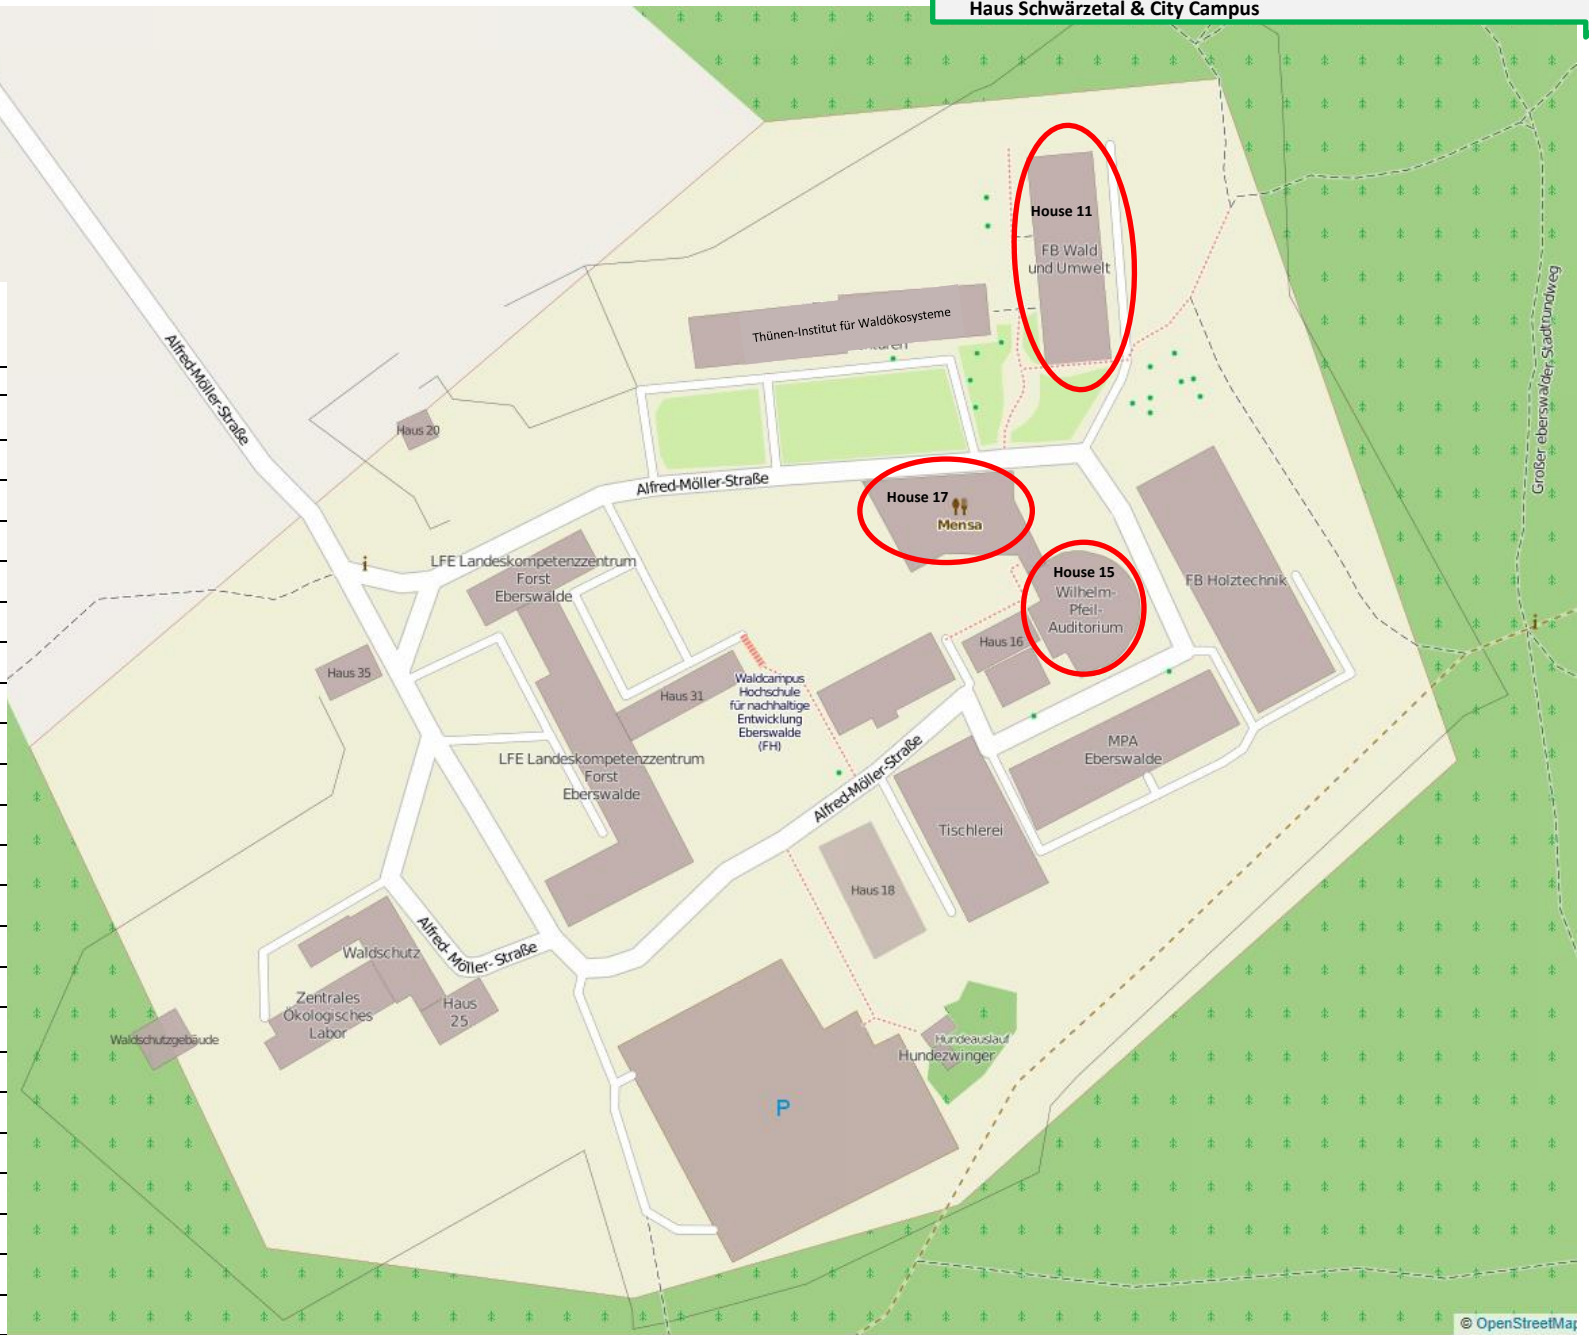 Haus Schwärzetal & City Campus
House 11
FB Wald
und Umwelt
Thünen-Institut für Waldökosysteme
Alfred-Möller-Straße
Großer eberswalder Stadtrundweg
Haus 20
Alfred-Möller-Straße
House 17
Mensa
LFE Landeskompetenzzentrum
Forst
Eberswalde
House 15
Wilhelm-
Pfeil-
Auditorium
FB Holztechnik
Haus 16
Haus 35
Haus 31
Waldcampus
Hochschule
für nachhaltige
Entwicklung
Eberswalde
(FH)
LFE Landeskompetenzzentrum
Forst
Eberswalde
MPA
Eberswalde
Alfred-Möller-Straße
Tischlerei
Haus 18
Alfred- Möller- Straße
Waldschutz
Zentrales
Ökologisches
Labor
Haus
25
Waldschutzgebäude
Hundeauslauf
Hundezwinger
P
© OpenStreetMap